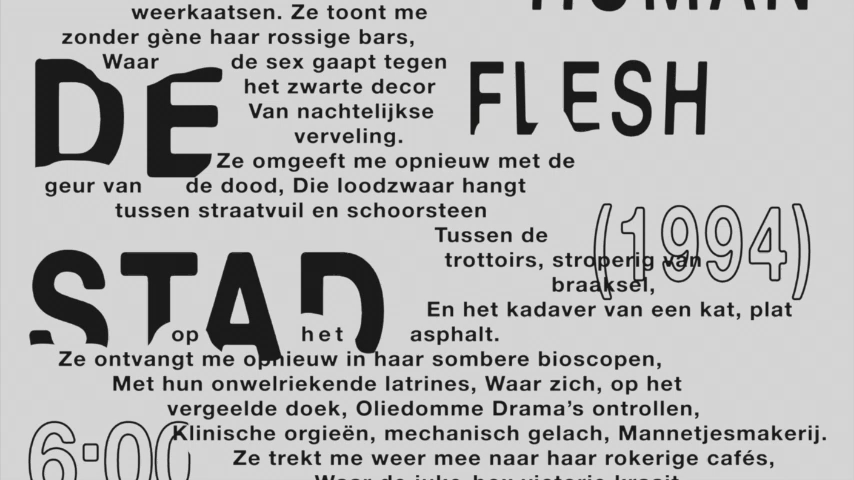 HUMAN
weerkaatsen. Ze toont me
zonder gène haar rossige bars,
Waar de sex gaapt tegen
DE
FLESH
het zwarte decor
Van nachtelijkse
verveling.
Ze omgeeft me opnieuw met de
geur van de dood, Die loodzwaar hangt
tussen straatvuil en schoorsteen
(1994)
Tussen de
trottoirs, stroperig van
braaksel,
STAD
En het kadaver van een kat, plat
op het asphalt.
Ze ontvangt me opnieuw in haar sombere bioscopen,
Met hun onwelriekende latrines, Waar zich, op het
vergeelde doek, Oliedomme Drama's ontrollen,
6:00
Klinische orgieën, mechanisch gelach, Mannetjesmakerij.
Ze trekt me weer mee naar haar rokerige cafés,